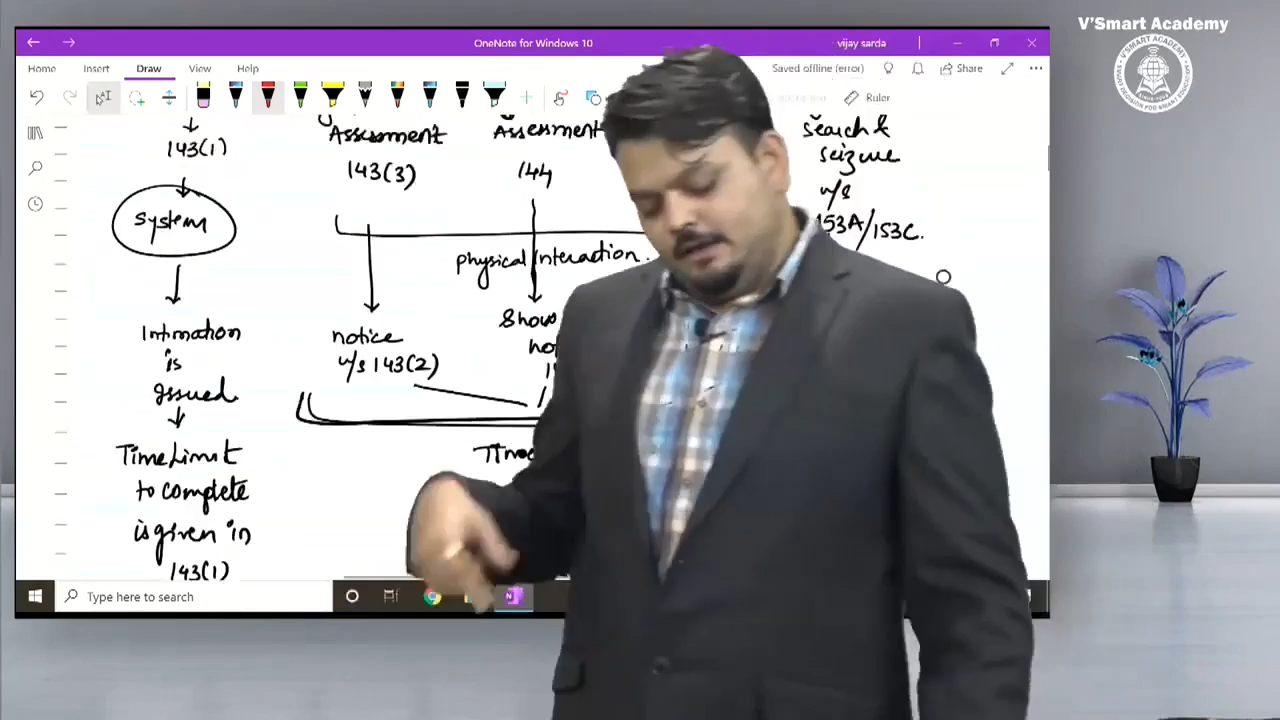 V'Smart Academy
OneNote for Windows 10
vijay sarda
Home Insert Draw View Help
Saved offline (error)
Share
Ruler
143(1)
System
Intimation
is
Issued
Time Limit
to complete
is given in
143(1)
Assessment
143(3)
Assessment
144
physical Interaction.
notice
u/s 143(2)
Show
Search &
seizure
u/s
153A/153C.
Type here to search